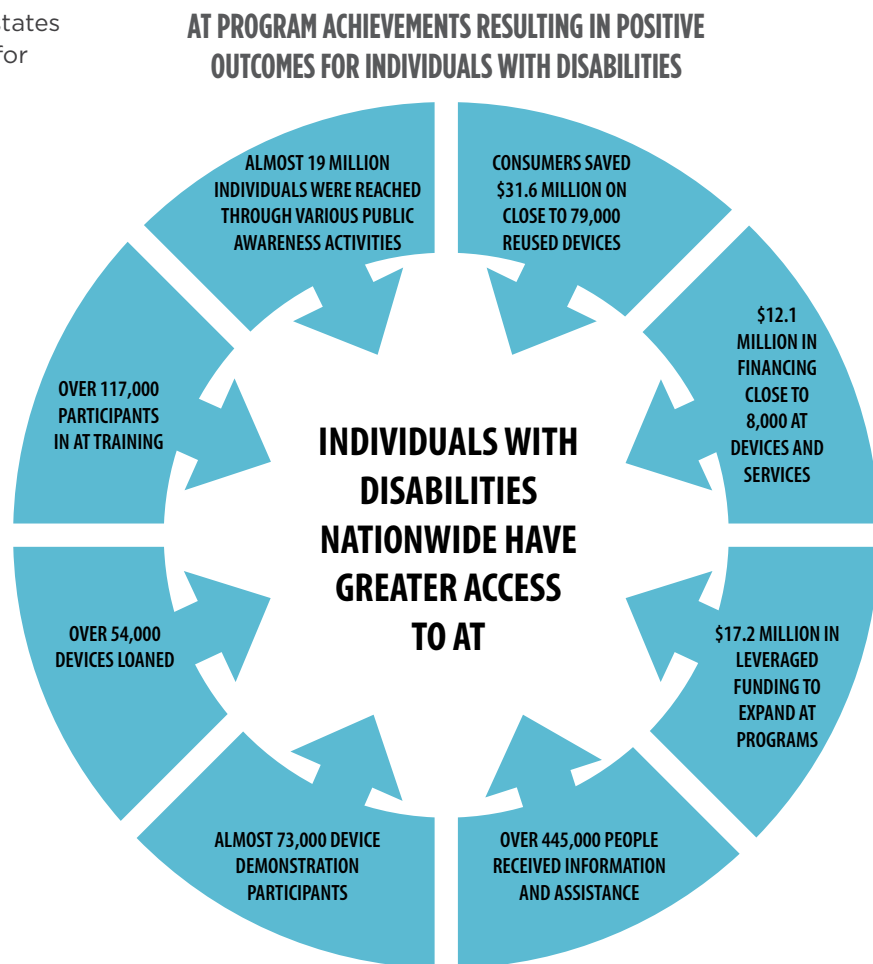 states
for
AT PROGRAM ACHIEVEMENTS RESULTING IN POSITIVE
OUTCOMES FOR INDIVIDUALS WITH DISABILITIES
ALMOST 19 MILLION
INDIVIDUALS WERE REACHED
THROUGH VARIOUS PUBLIC
AWARENESS ACTIVITIES
CONSUMERS SAVED
$31.6 MILLION ON
CLOSE TO 79,000
REUSED DEVICES
$12.1
MILLION IN
FINANCING
CLOSE TO
8,000 AT
DEVICES AND
SERVICES
$17.2 MILLION IN
LEVERAGED
FUNDING TO
EXPAND AT
PROGRAMS
OVER 445,000 PEOPLE
RECEIVED INFORMATION
AND ASSISTANCE
ALMOST 73,000 DEVICE
DEMONSTRATION
PARTICIPANTS
OVER 54,000
DEVICES LOANED
OVER 117,000
PARTICIPANTS
IN AT TRAINING
INDIVIDUALS WITH
DISABILITIES
NATIONWIDE HAVE
GREATER ACCESS
TO AT